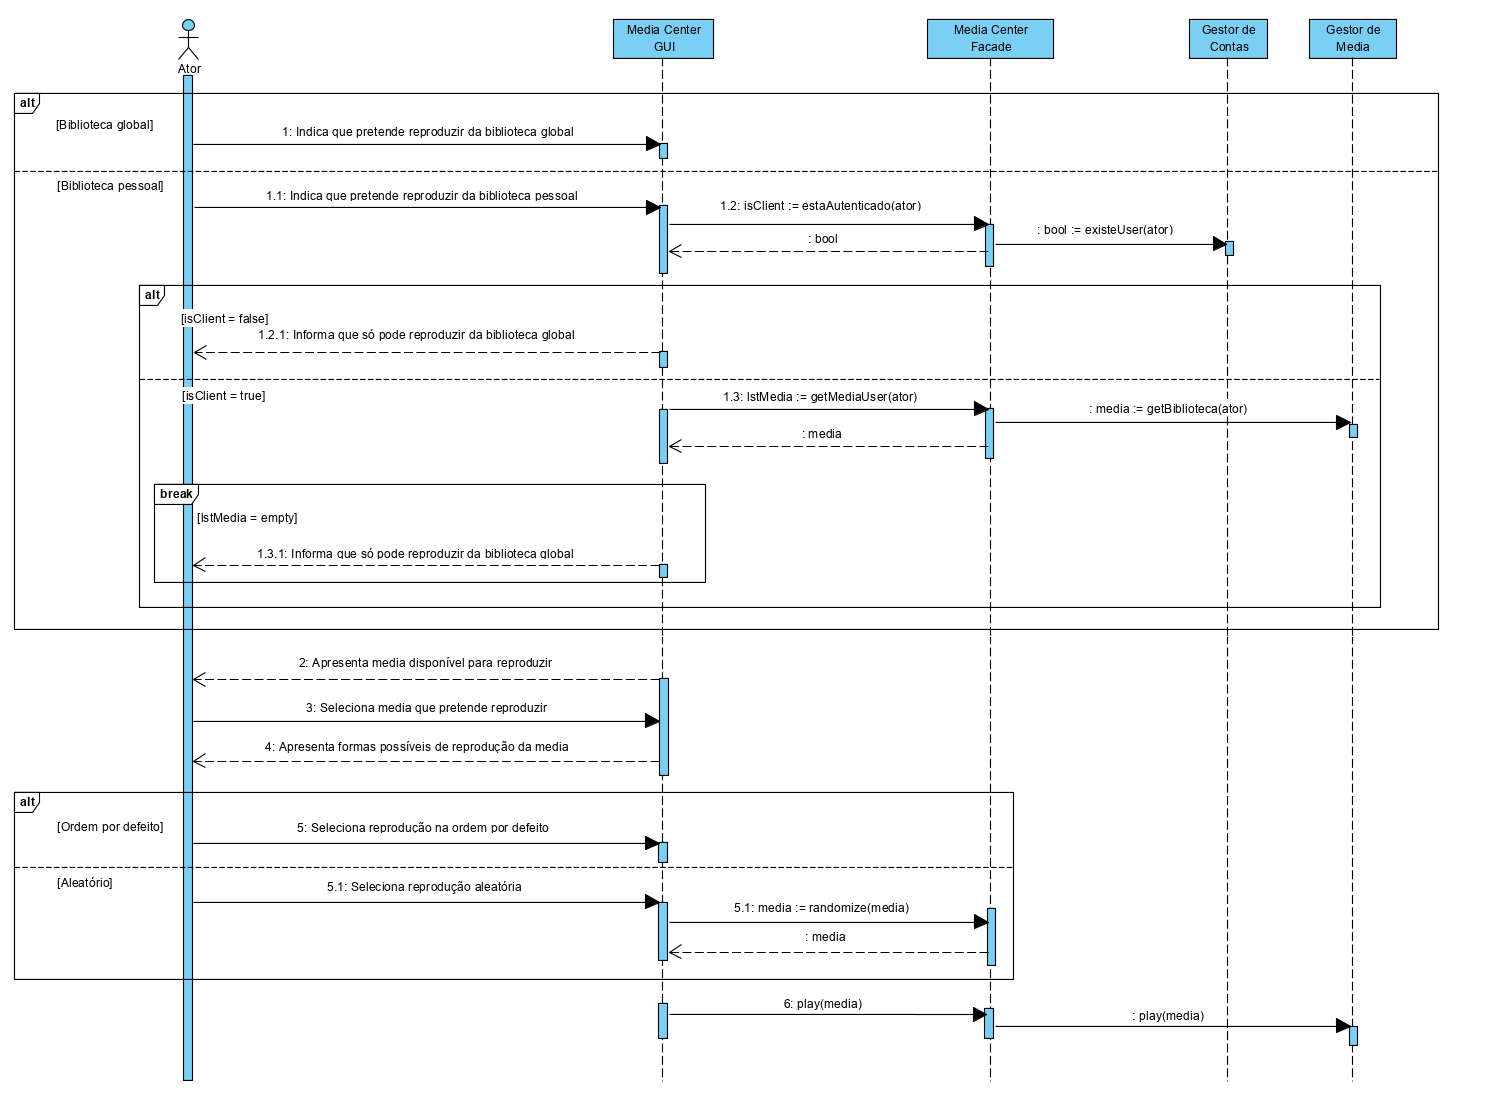 Ator
Media Center
GUI
Media Center
Facade
Gestor de
Contas
Gestor de
Media
alt
[Biblioteca global]
1: Indica que pretende reproduzir da biblioteca global
[Biblioteca pessoal]
1.1: Indica que pretende reproduzir da biblioteca pessoal
1.2: isClient := estaAutenticado(ator)
: bool := existeUser(ator)
: bool
alt
[isClient = false]
1.2.1: Informa que só pode reproduzir da biblioteca global
[isClient = true]
1.3: lstMedia := getMediaUser(ator)
: media := getBiblioteca(ator)
: media
break
[lstMedia = empty]
1.3.1: Informa que só pode reproduzir da biblioteca global
2: Apresenta media disponível para reproduzir
3: Seleciona media que pretende reproduzir
4: Apresenta formas possíveis de reprodução da media
alt
[Ordem por defeito]
5: Seleciona reprodução na ordem por defeito
[Aleatório]
5.1: Seleciona reprodução aleatória
5.1: media := randomize(media)
: media
6: play(media)
: play(media)